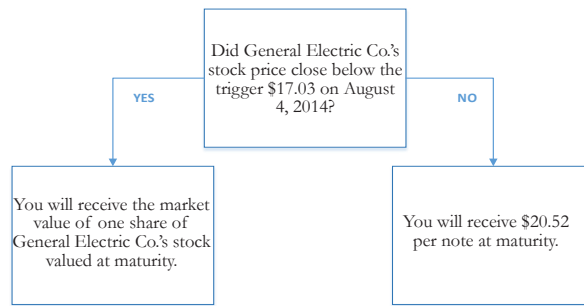 Did General Electric Co.'s
stock price close below the
trigger $17.03 on August
4, 2014?
YES
NO
You will receive the market
value of one share of
General Electric Co.'s stock
valued at maturity.
You will receive $20.52
per note at maturity.